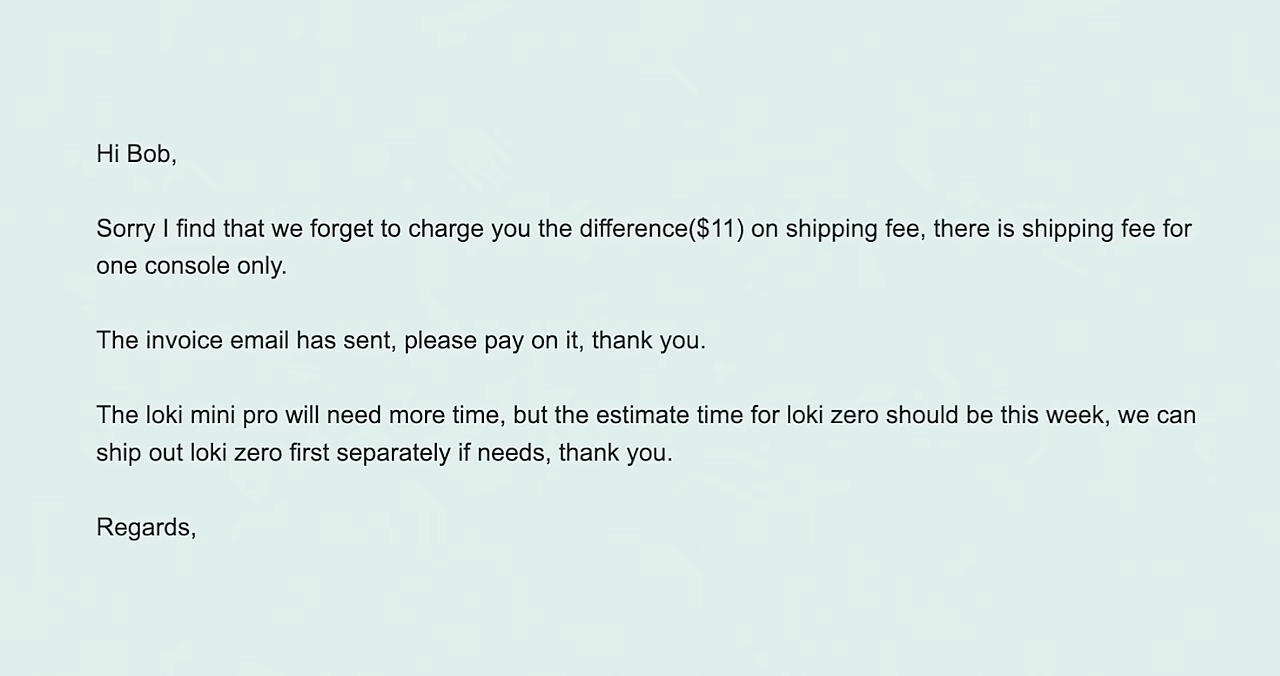 Hi Bob,
Sorry I find that we forget to charge you the difference($11) on shipping fee, there is shipping fee for
one console only.
The invoice email has sent, please pay on it, thank you.
The loki mini pro will need more time, but the estimate time for loki zero should be this week, we can
ship out loki zero first separately if needs, thank you.
Regards,